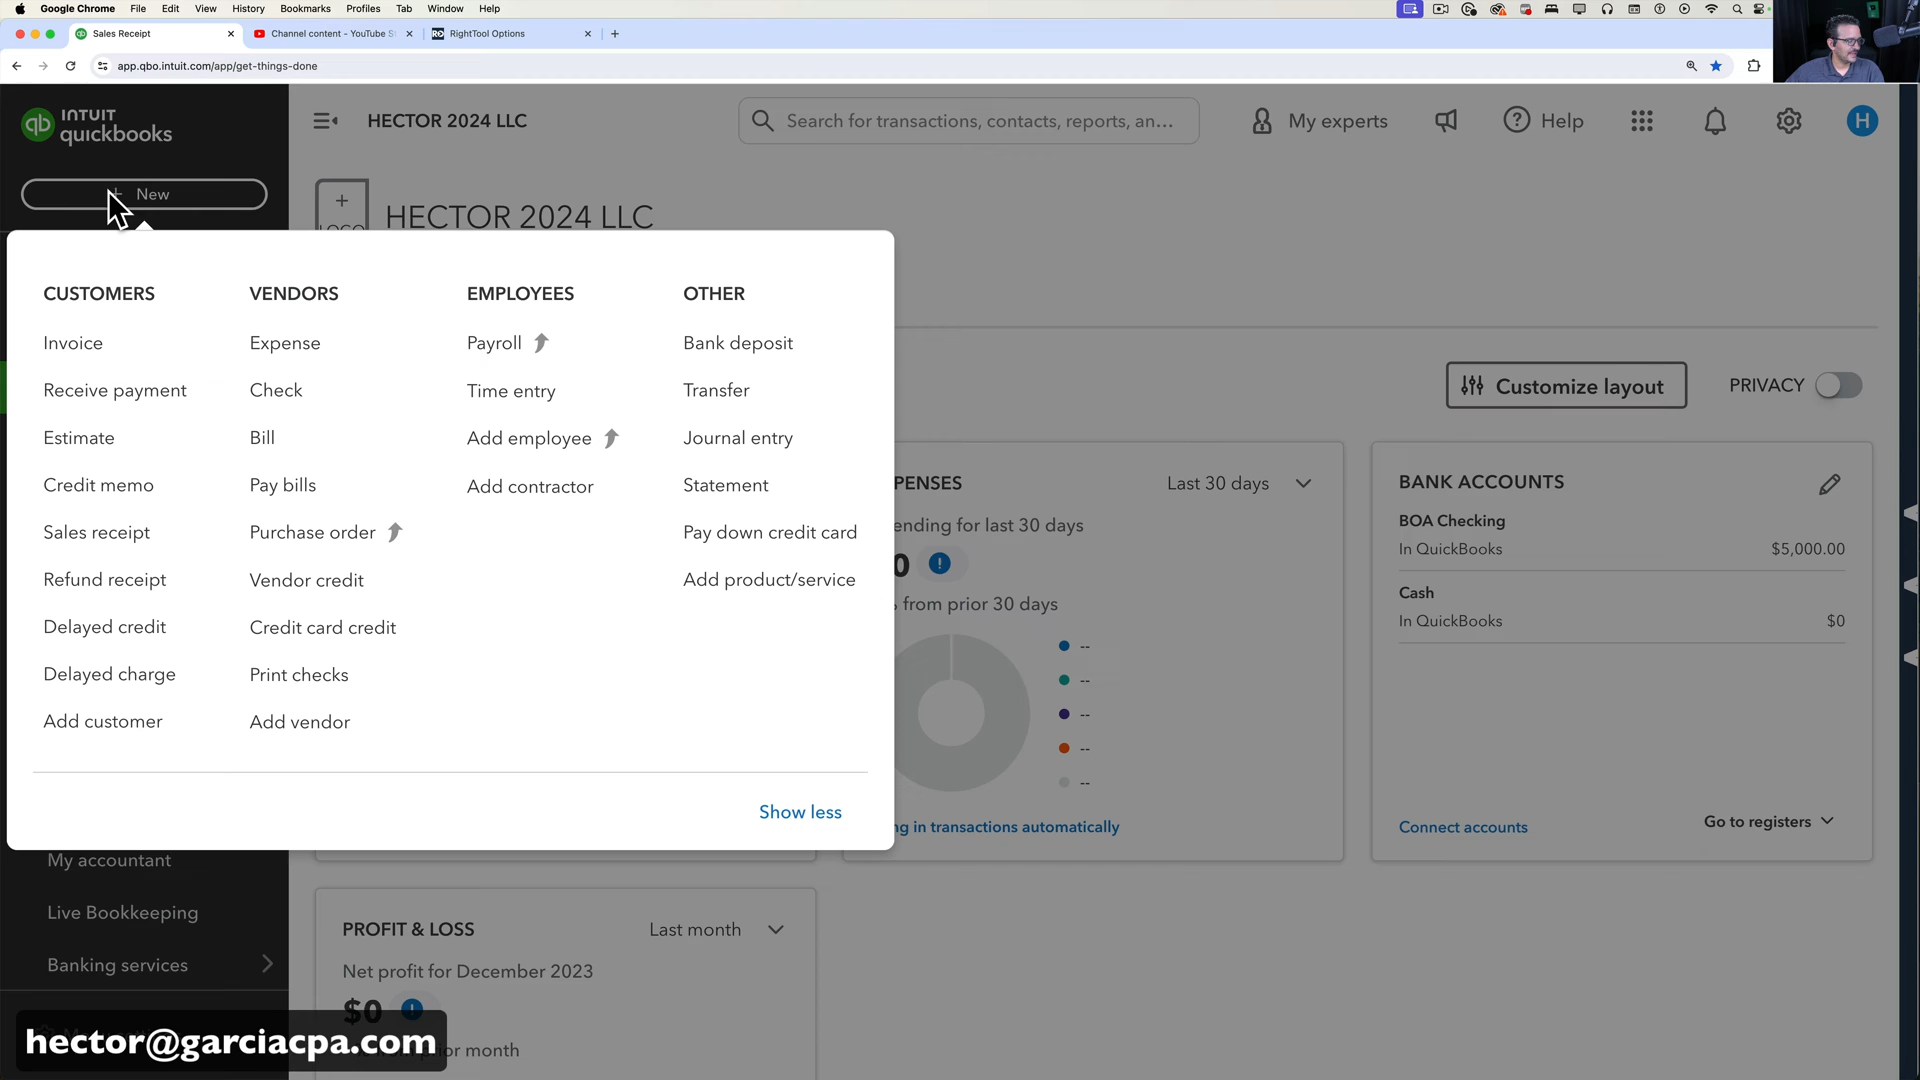 Google Chrome File Edit View History Bookmarks Profiles Tab Window Help
Sales Receipt
Channel content - YouTube S
RightTool Options
app.qbo.intuit.com/app/get-things-done
INTUIT
quickbooks
HECTOR 2024 LLC
Search for transactions, contacts, reports, an...
My experts
Help
H
+ New
+
LOGO
HECTOR 2024 LLC
CUSTOMERS
Invoice
Receive payment
Estimate
Credit memo
Sales receipt
Refund receipt
Delayed credit
Delayed charge
Add customer
VENDORS
Expense
Check
Bill
Pay bills
Purchase order
Vendor credit
Credit card credit
Print checks
Add vendor
EMPLOYEES
Payroll
Time entry
Add employee
Add contractor
OTHER
Bank deposit
Transfer
Journal entry
Statement
Pay down credit card
Add product/service
Show less
Customize layout
PRIVACY
PENSES
Last 30 days
ending for last 30 days
0
from prior 30 days
--
--
--
--
--
ng in transactions automatically
BANK ACCOUNTS
BOA Checking
In QuickBooks $5,000.00
Cash
In QuickBooks $0
Connect accounts
Go to registers
My accountant
Live Bookkeeping
Banking services
PROFIT & LOSS
Last month
Net profit for December 2023
$0
or month
hector@garciacpa.com